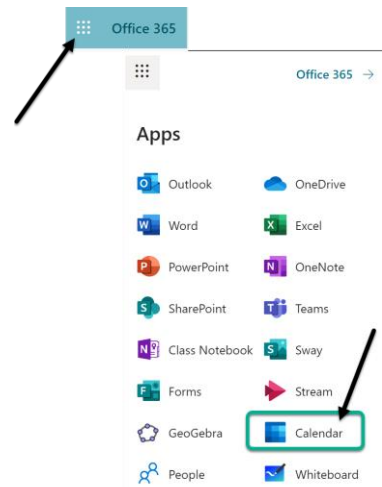 Office 365
Office 365 →
Apps
Outlook OneDrive
Word Excel
PowerPoint OneNote
SharePoint Teams
Class Notebook Sway
Forms Stream
GeoGebra Calendar
People Whiteboard